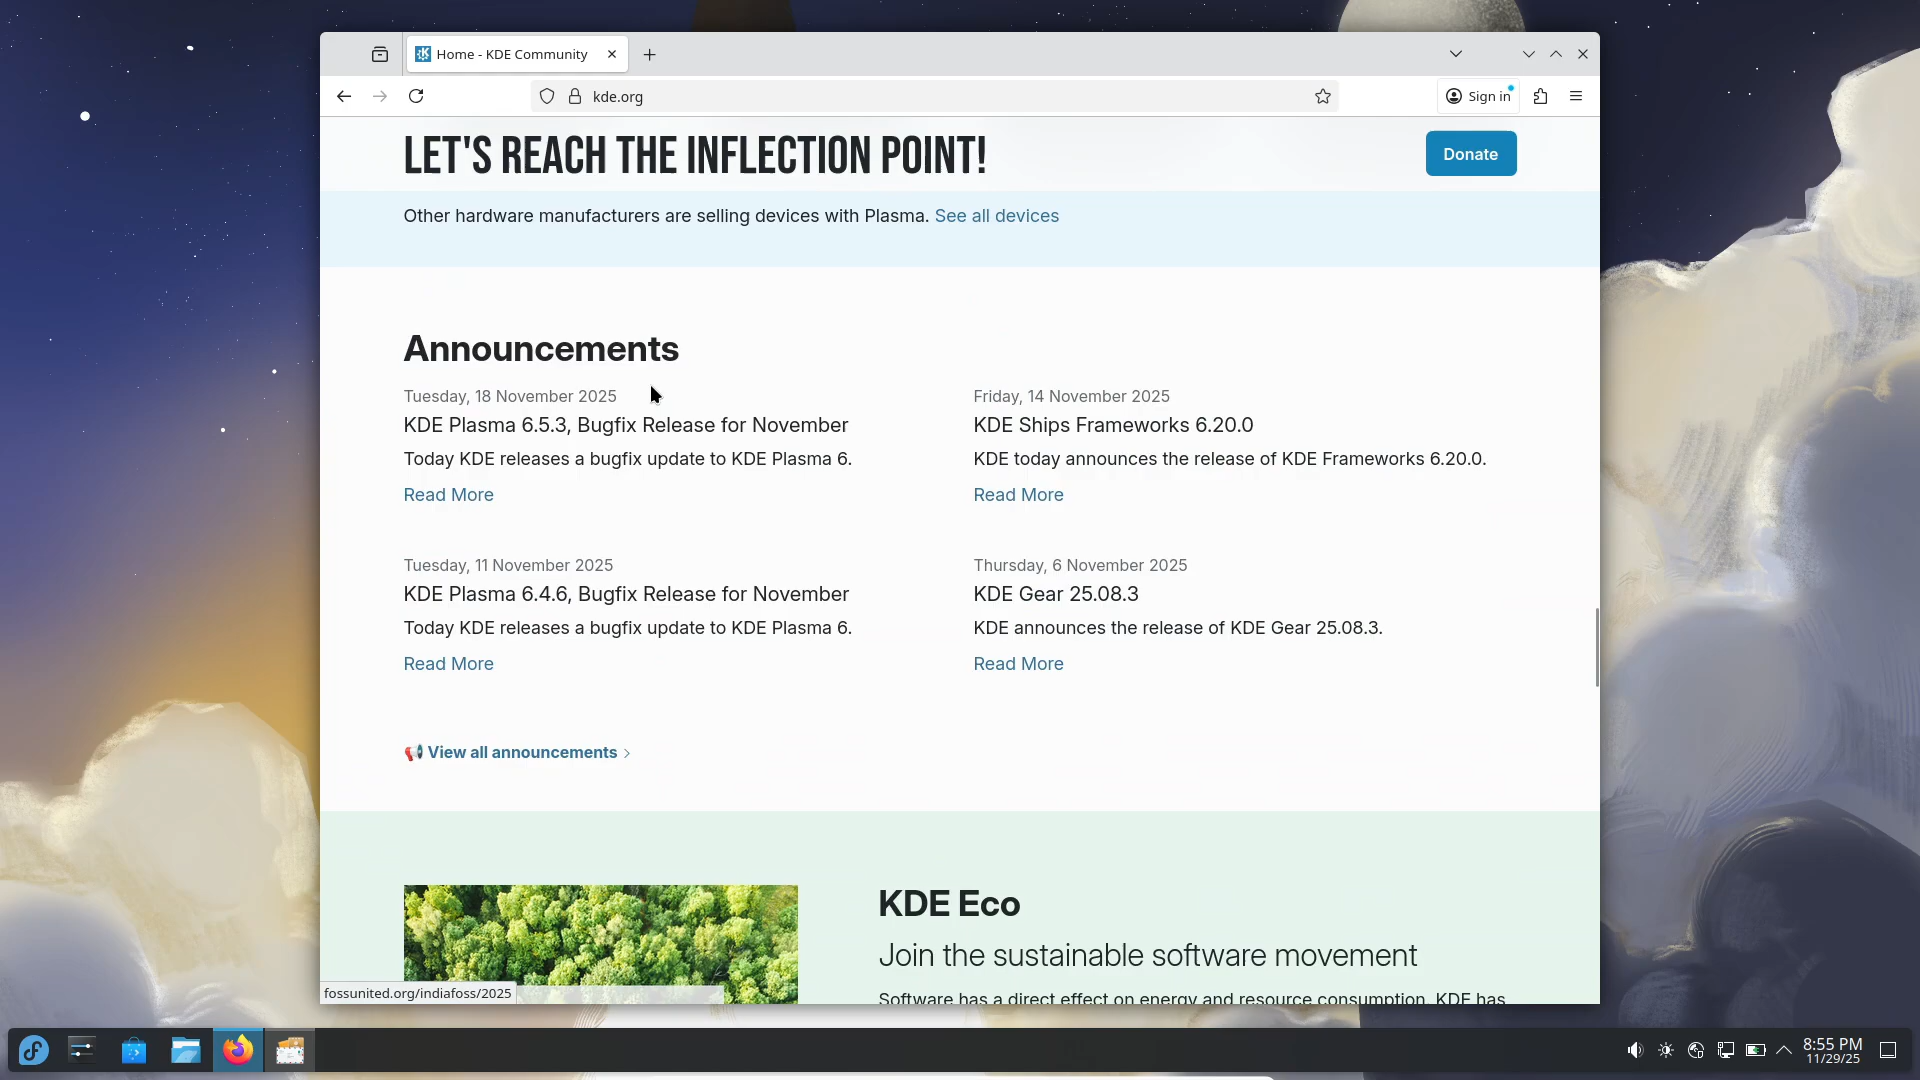 Home - KDE Community
kde.org
Sign in
LET'S REACH THE INFLECTION POINT!
Donate
Other hardware manufacturers are selling devices with Plasma. See all devices
Announcements
Tuesday, 18 November 2025
KDE Plasma 6.5.3, Bugfix Release for November
Today KDE releases a bugfix update to KDE Plasma 6.
Read More
Friday, 14 November 2025
KDE Ships Frameworks 6.20.0
KDE today announces the release of KDE Frameworks 6.20.0.
Read More
Tuesday, 11 November 2025
KDE Plasma 6.4.6, Bugfix Release for November
Today KDE releases a bugfix update to KDE Plasma 6.
Read More
Thursday, 6 November 2025
KDE Gear 25.08.3
KDE announces the release of KDE Gear 25.08.3.
Read More
📢 View all announcements
KDE Eco
Join the sustainable software movement
Software has a direct effect on energy and resource consumption. KDE has
fossunited.org/indiafoss/2025
8:55 PM
11/29/25